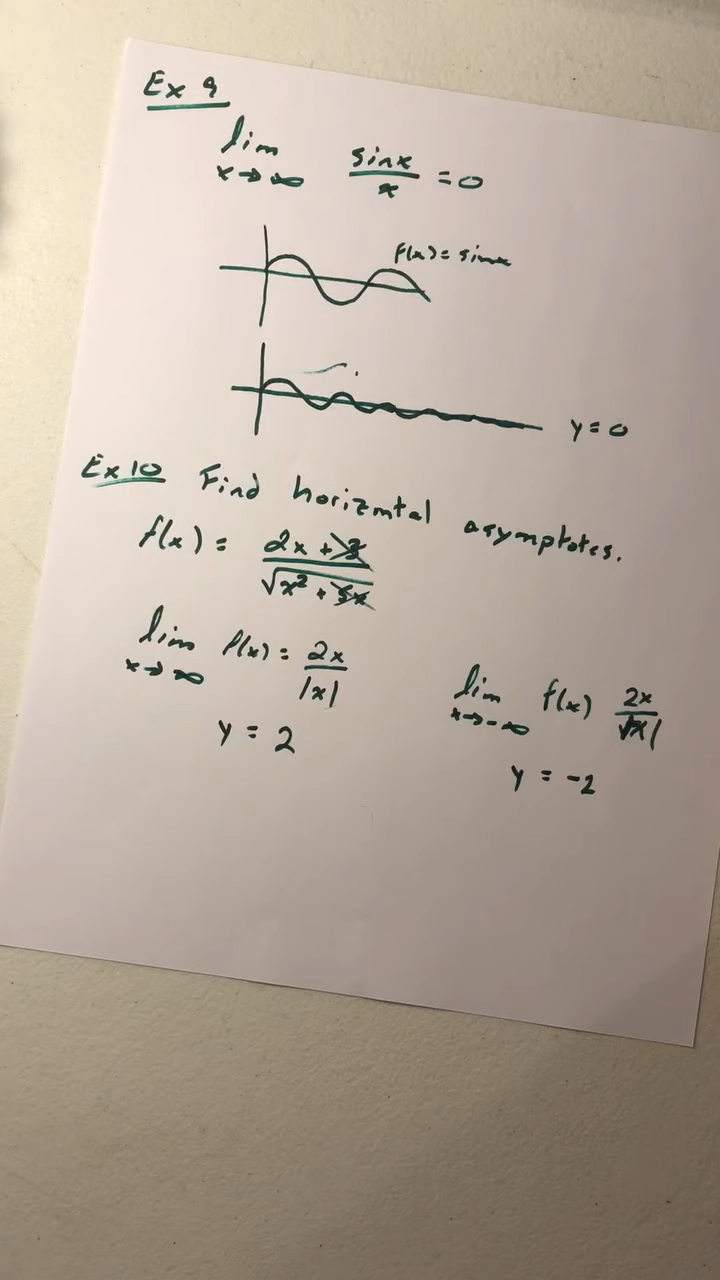 Ex 9
lim x→∞ sinx/x = 0
f(x) = sinx
y = 0
Ex 10 Find horizontal asymptotes.
f(x) = 2x + 3 / √x² + 5x
lim x→∞ f(x) = 2x / |x|
y = 2
lim x→-∞ f(x) 2x / |x|
y = -2